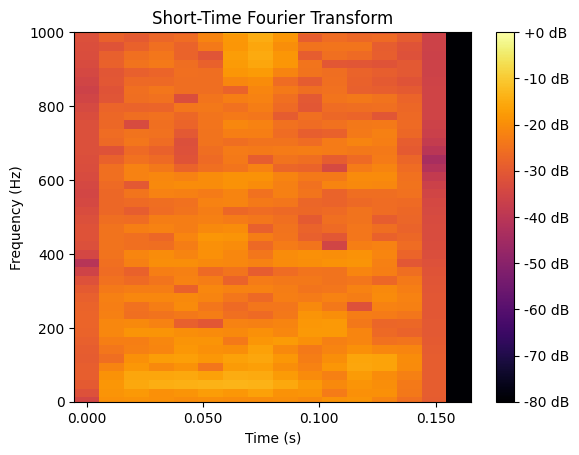 Short-Time Fourier Transform
1000
800
600
400
200
0
Frequency (Hz)
0.000
0.050
0.100
0.150
Time (s)
+0 dB
-10 dB
-20 dB
-30 dB
-40 dB
-50 dB
-60 dB
-70 dB
-80 dB